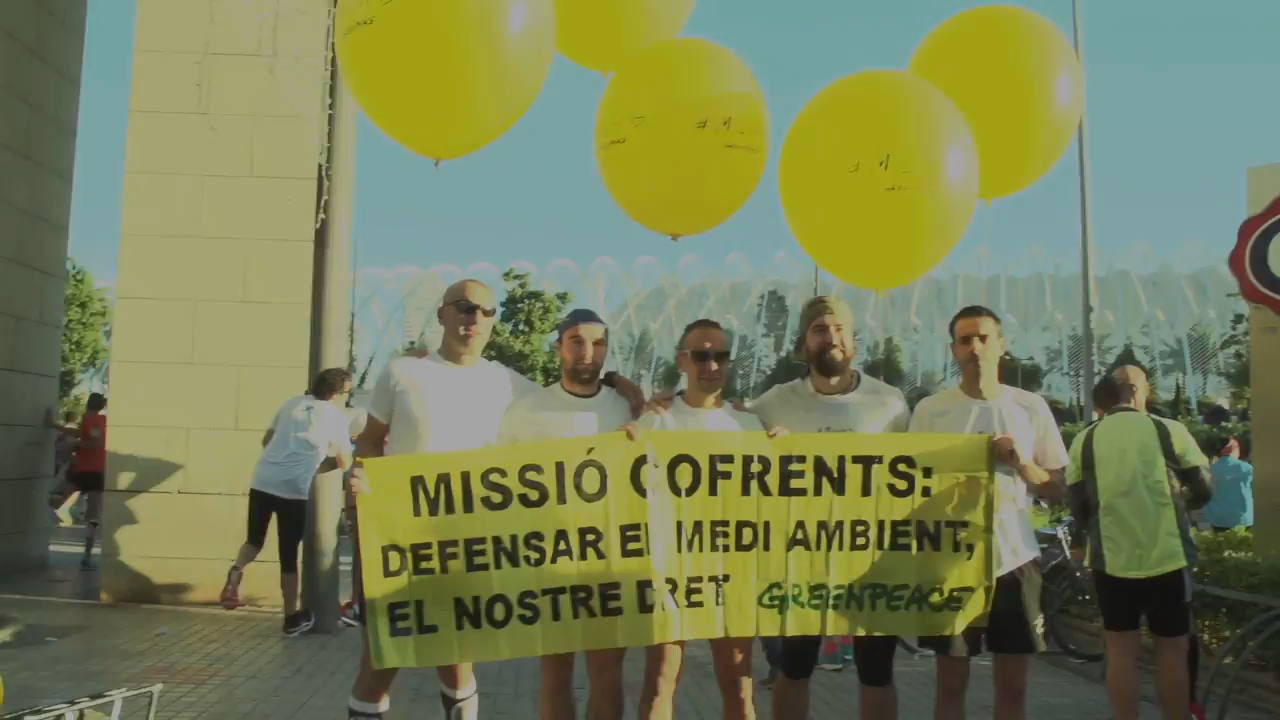 MISSIÓ COFRENTS:
DEFENSAR EL MEDI AMBIENT,
EL NOSTRE DRET GREENPEACE